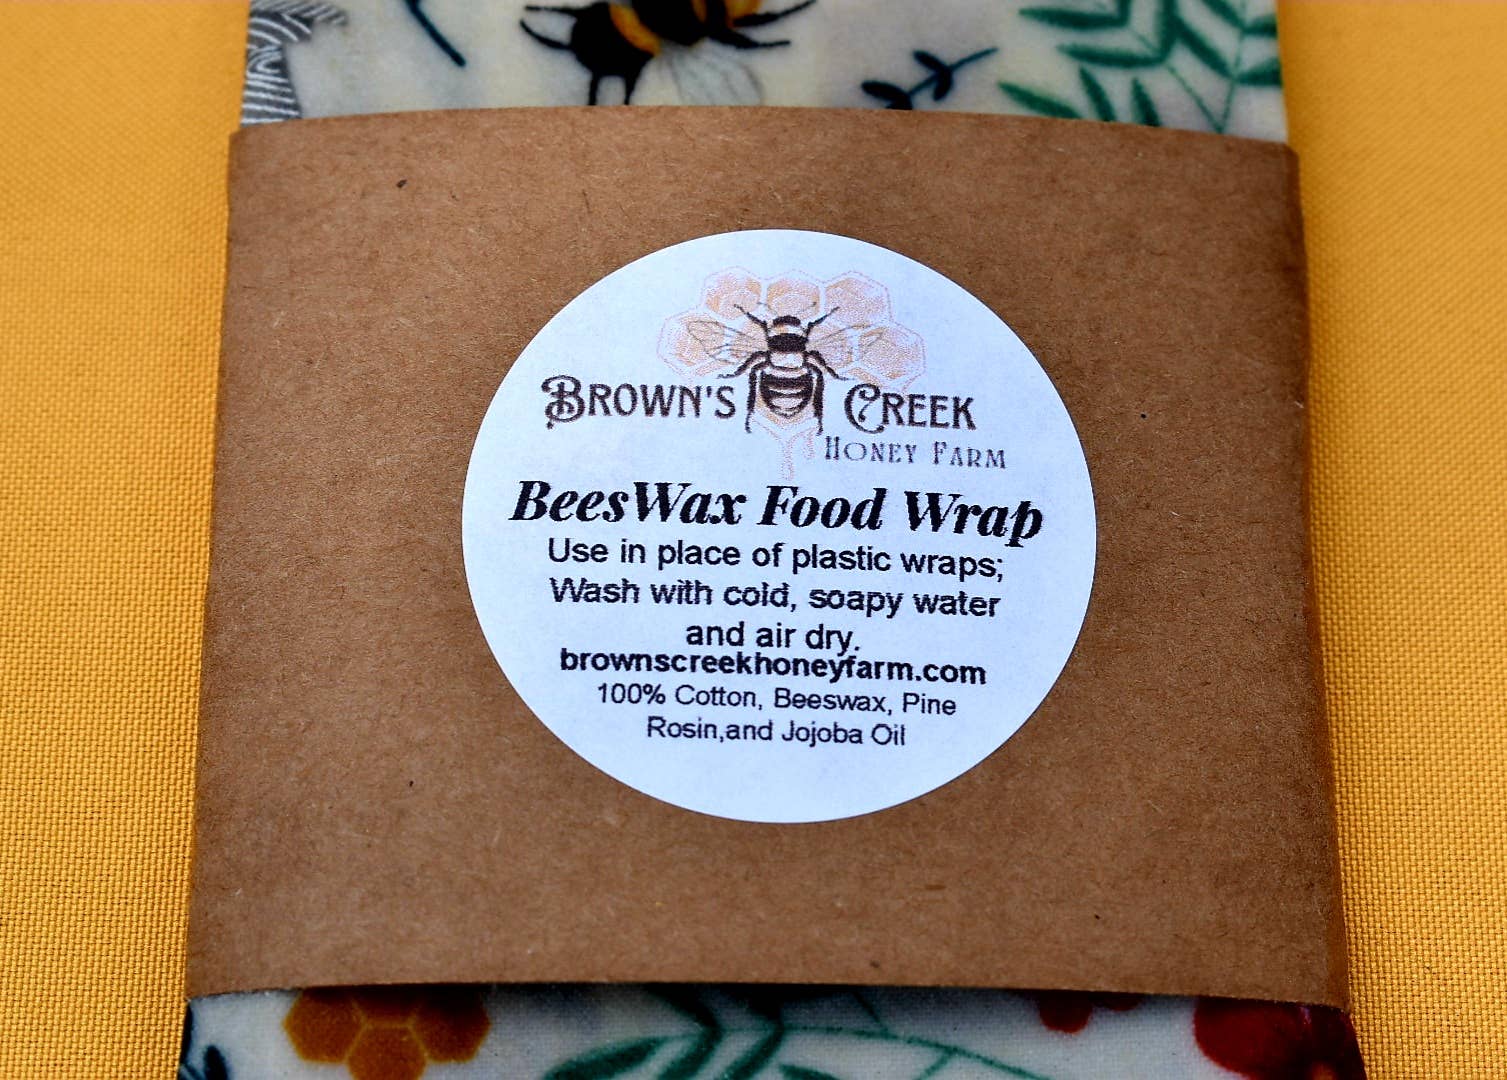 BROWN'S CREEK
HONEY FARM
BeesWax Food Wrap
Use in place of plastic wraps;
Wash with cold, soapy water
and air dry.
brownscreekhoneyfarm.com
100% Cotton, Beeswax, Pine
Rosin,and Jojoba Oil